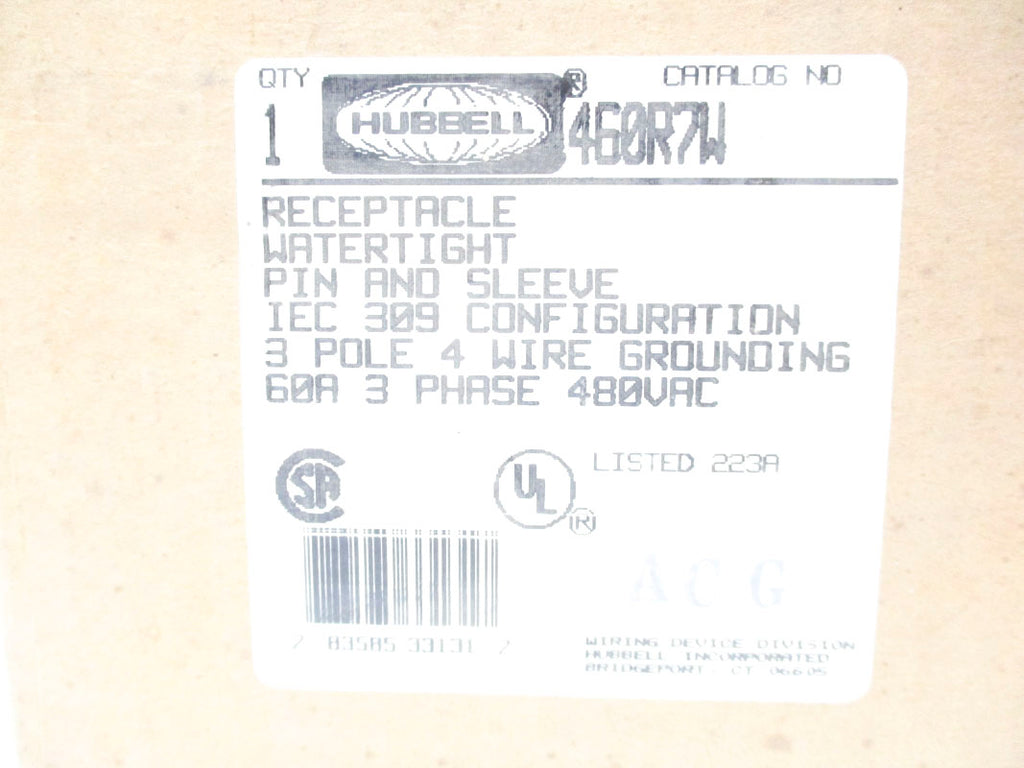 QTY CATALOG NO
1 HUBBELL® 460R7W
RECEPTACLE
WATERTIGHT
PIN AND SLEEVE
IEC 309 CONFIGURATION
3 POLE 4 WIRE GROUNDING
60A 3 PHASE 480VAC
CSA UL® LISTED 223A
ACG
7 83585 33131 2
WIRING DEVICE DIVISION
HUBBELL INCORPORATED
BRIDGEPORT, CT 06605